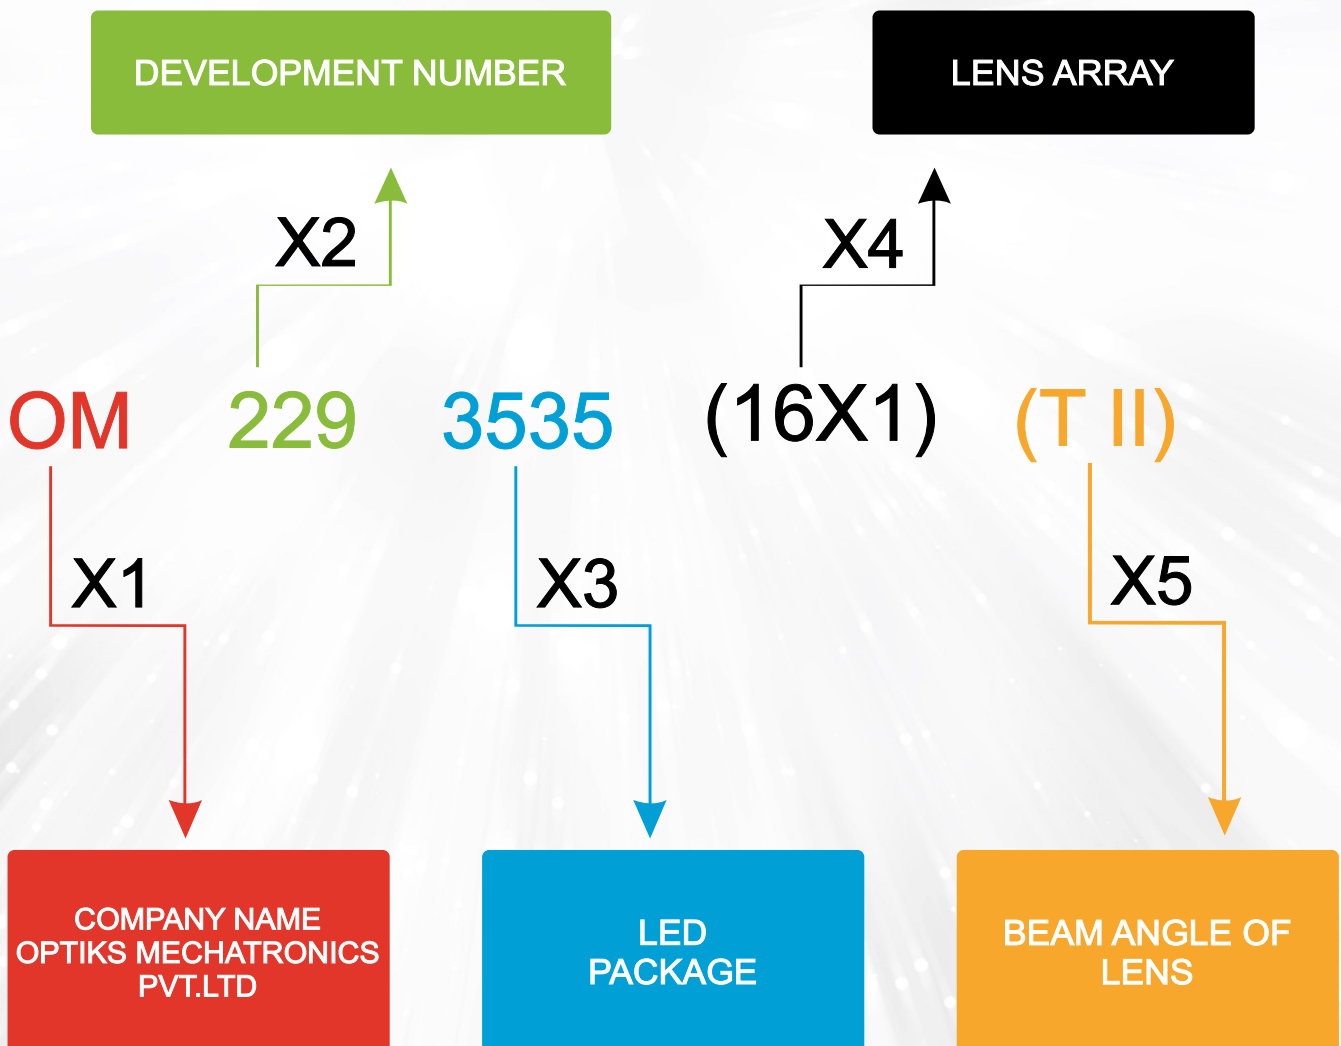 DEVELOPMENT NUMBER
LENS ARRAY
X2
X4
OM 229 3535 (16X1) (T II)
X1
X3
X5
COMPANY NAME
OPTIKS MECHATRONICS
PVT.LTD
LED
PACKAGE
BEAM ANGLE OF
LENS